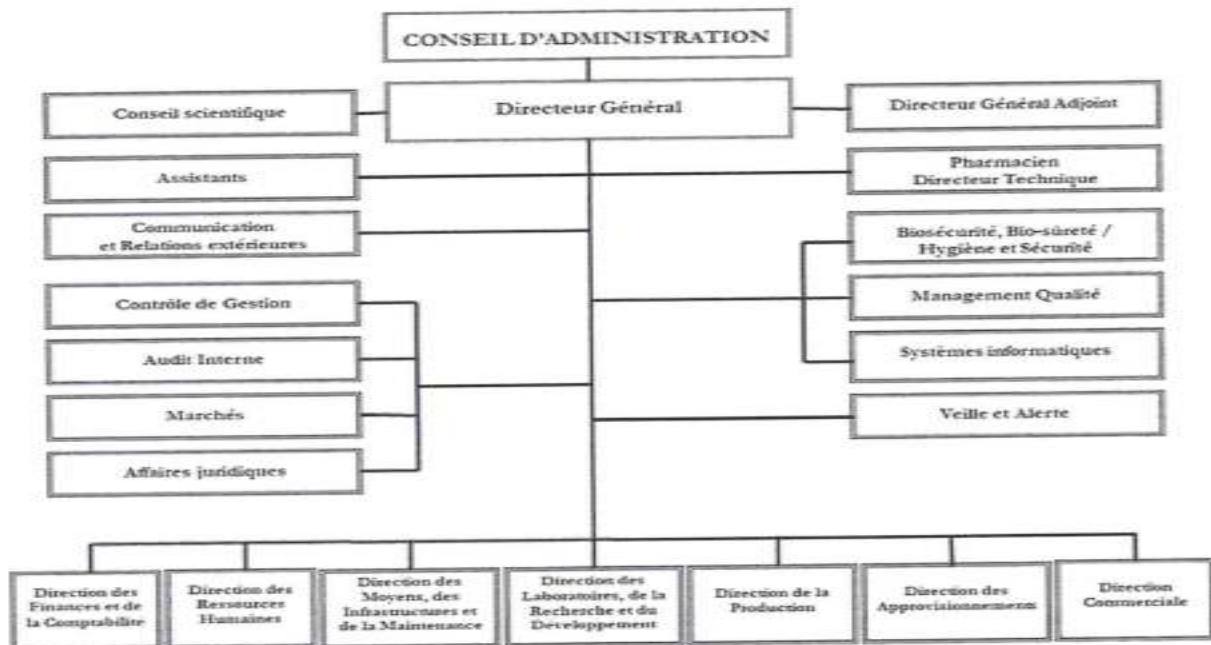 CONSEIL D'ADMINISTRATION
Conseil scientifique
Directeur Général
Directeur Général Adjoint
Assistants
Pharmacien
Directeur Technique
Communication
et Relations extérieures
Biosécurité, Bio-sûreté /
Hygiène et Sécurité
Contrôle de Gestion
Management Qualité
Audit Interne
Systèmes informatiques
Marchés
Veille et Alerte
Affaires juridiques
Direction des
Finances et de
la Comptabilité
Direction des
Ressources
Humaines
Direction des
Moyens, des
Infrastructures et
de la Maintenance
Direction des
Laboratoires, de la
Recherche et du
Développement
Direction de la
Production
Direction des
Approvisionnements
Direction
Commerciale